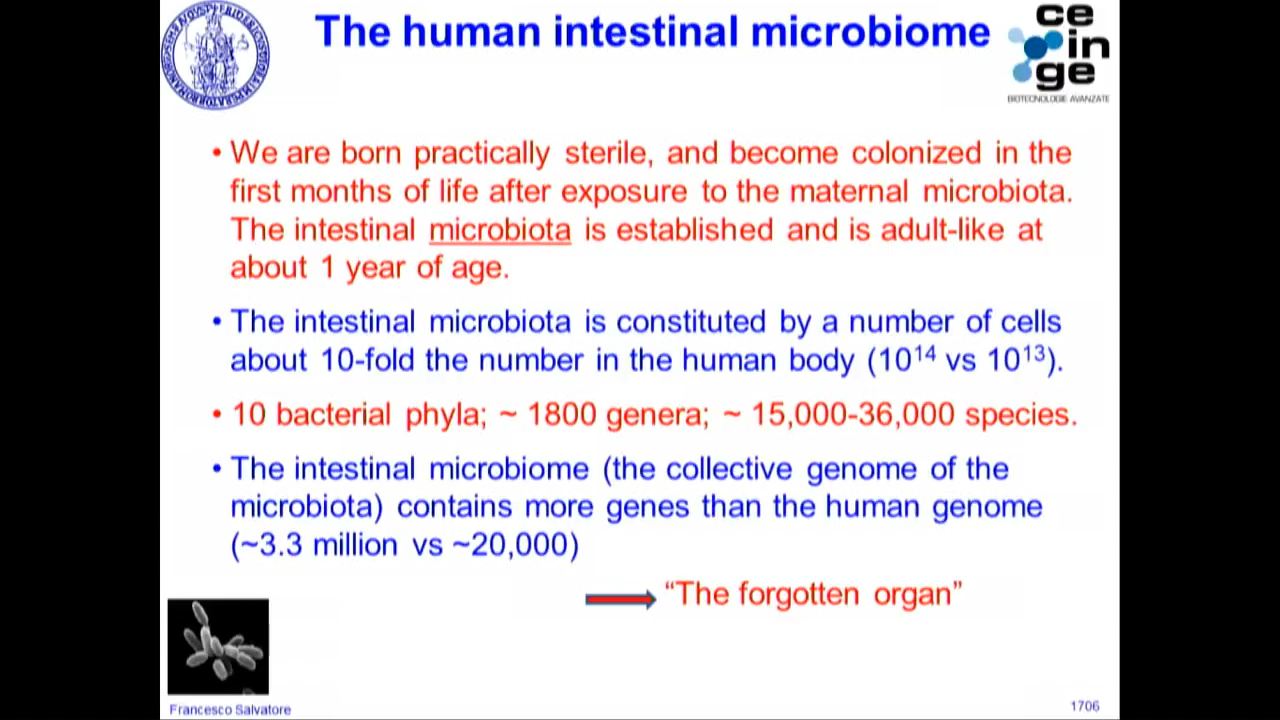 The human intestinal microbiome
ce
in
ge
BIOTECNOLOGIE AVANZATE
• We are born practically sterile, and become colonized in the
first months of life after exposure to the maternal microbiota.
The intestinal microbiota is established and is adult-like at
about 1 year of age.
• The intestinal microbiota is constituted by a number of cells
about 10-fold the number in the human body (10¹⁴ vs 10¹³).
• 10 bacterial phyla; ~ 1800 genera; ~ 15,000-36,000 species.
• The intestinal microbiome (the collective genome of the
microbiota) contains more genes than the human genome
(~3.3 million vs ~20,000)
“The forgotten organ”
Francesco Salvatore
1706